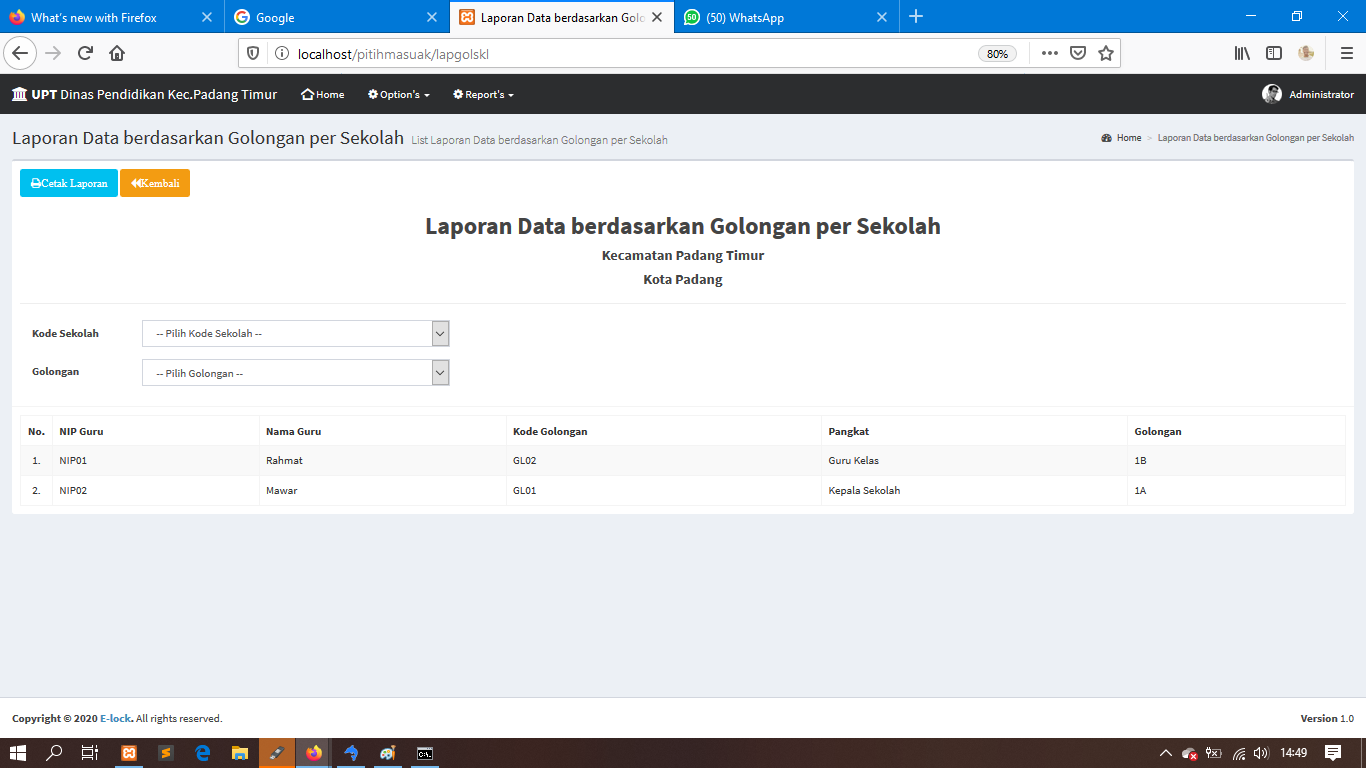 What's new with Firefox
Google
Laporan Data berdasarkan Golo
50 (50) WhatsApp
localhost/pitihmasuak/lapgolskl
80%
UPT Dinas Pendidikan Kec.Padang Timur Home Option's Report's Administrator
Laporan Data berdasarkan Golongan per Sekolah List Laporan Data berdasarkan Golongan per Sekolah
Home > Laporan Data berdasarkan Golongan per Sekolah
Cetak Laporan Kembali
Laporan Data berdasarkan Golongan per Sekolah
Kecamatan Padang Timur
Kota Padang
Kode Sekolah -- Pilih Kode Sekolah --
Golongan -- Pilih Golongan --
No. NIP Guru Nama Guru Kode Golongan Pangkat Golongan
1. NIP01 Rahmat GL02 Guru Kelas 1B
2. NIP02 Mawar GL01 Kepala Sekolah 1A
Copyright © 2020 E-lock. All rights reserved. Version 1.0
14:49